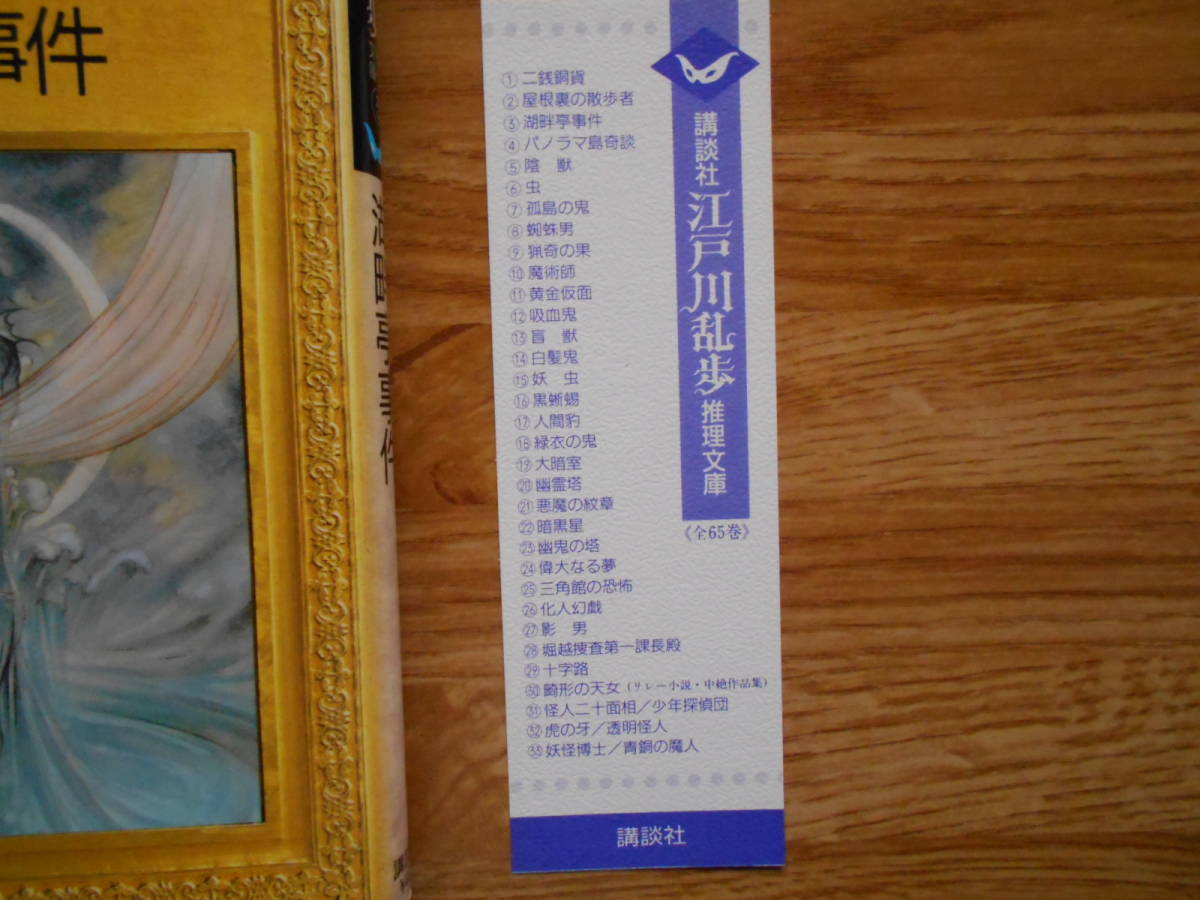 事件
湖畔亭事件
①二銭銅貨
②屋根裏の散歩者
③湖畔亭事件
④パノラマ島奇談
⑤陰 獣
⑥虫
⑦孤島の鬼
⑧蜘蛛男
⑨猟奇の果
⑩魔術師
⑪黄金仮面
⑫吸血鬼
⑬盲 獣
⑭白髪鬼
⑮妖 虫
⑯黒蜥蜴
⑰人間豹
⑱緑衣の鬼
⑲大暗室
⑳幽霊塔
㉑悪魔の紋章
㉒暗黒星
㉓幽鬼の塔
㉔偉大なる夢
㉕三角館の恐怖
㉖化人幻戯
㉗影 男
㉘堀越捜査第一課長殿
㉙十字路
㉚畸形の天女(リレー小説・中絶作品集)
㉛怪人二十面相/少年探偵団
㉜虎の牙/透明怪人
㉝妖怪博士/青銅の魔人
講談社 江戸川乱歩 推理文庫
《全65巻》
講談社